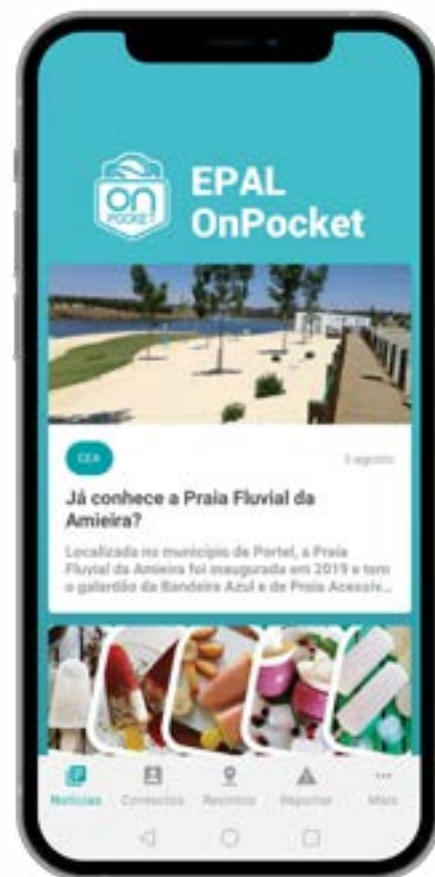 on
POCKET
EPAL
OnPocket
CEA
5 agosto
Já conhece a Praia Fluvial da
Amieira?
Localizada no município de Portel, a Praia
Fluvial da Amieira foi inaugurada em 2019 e tem
o galardão da Bandeira Azul e de Praia Acessív...
Notícias
Contactos
Recintos
Reportar
Mais